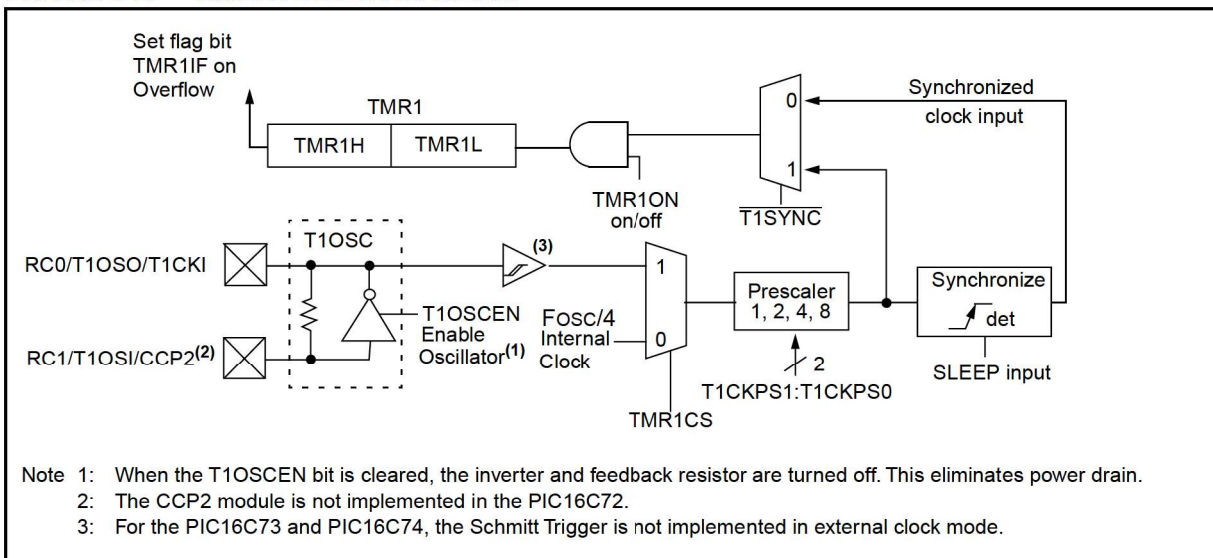 Set flag bit
TMR1IF on
Overflow
TMR1
TMR1H
TMR1L
TMR1ON
on/off
0
1
T1SYNC
Synchronized
clock input
T1OSC
RC0/T1OSO/T1CKI
RC1/T1OSI/CCP2(2)
T1OSCEN
Enable
Oscillator(1)
(3)
FOSC/4
Internal
Clock
1
0
TMR1CS
Prescaler
1, 2, 4, 8
2
T1CKPS1:T1CKPS0
Synchronize
det
SLEEP input
Note 1: When the T1OSCEN bit is cleared, the inverter and feedback resistor are turned off. This eliminates power drain.
2: The CCP2 module is not implemented in the PIC16C72.
3: For the PIC16C73 and PIC16C74, the Schmitt Trigger is not implemented in external clock mode.